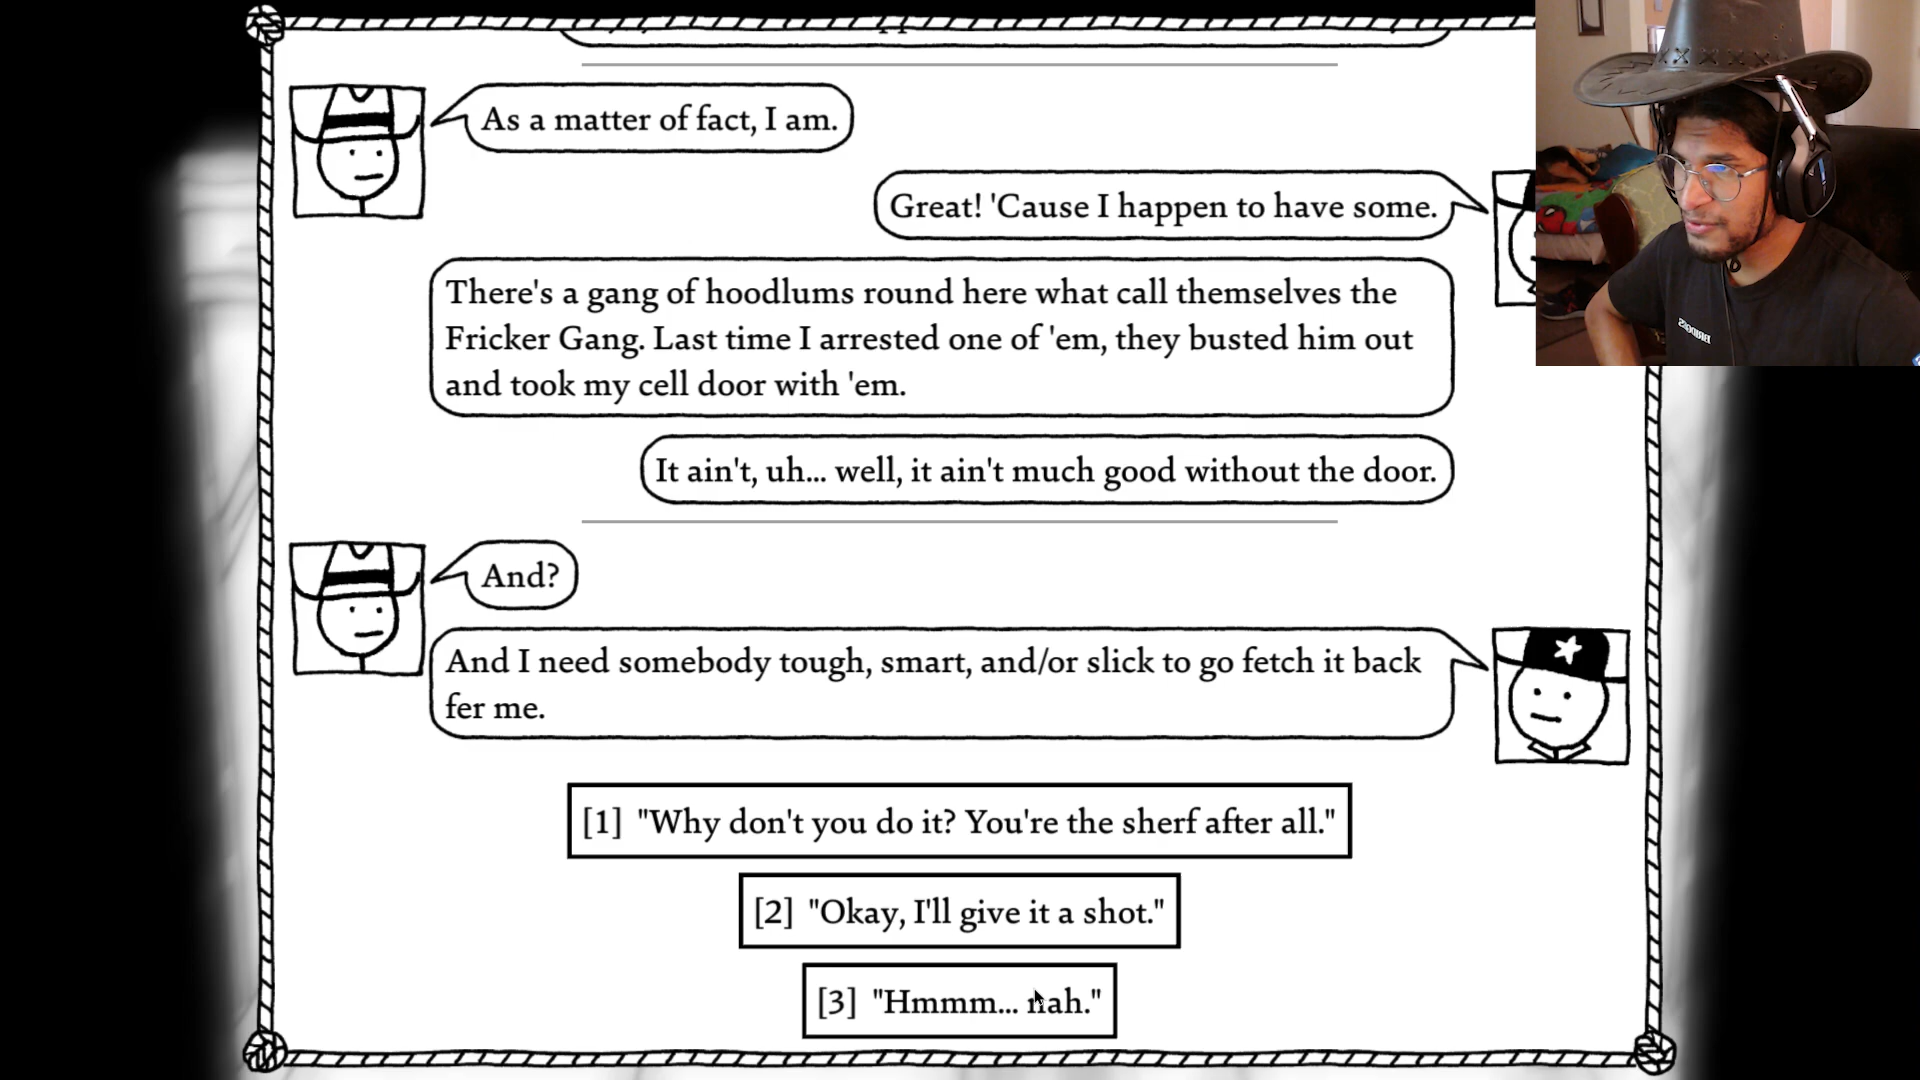 As a matter of fact, I am.
Great! 'Cause I happen to have some.
There's a gang of hoodlums round here what call themselves the
Fricker Gang. Last time I arrested one of 'em, they busted him out
and took my cell door with 'em.
It ain't, uh... well, it ain't much good without the door.
And?
And I need somebody tough, smart, and/or slick to go fetch it back
fer me.
[1] "Why don't you do it? You're the sherf after all."
[2] "Okay, I'll give it a shot."
[3] "Hmmm... nah."